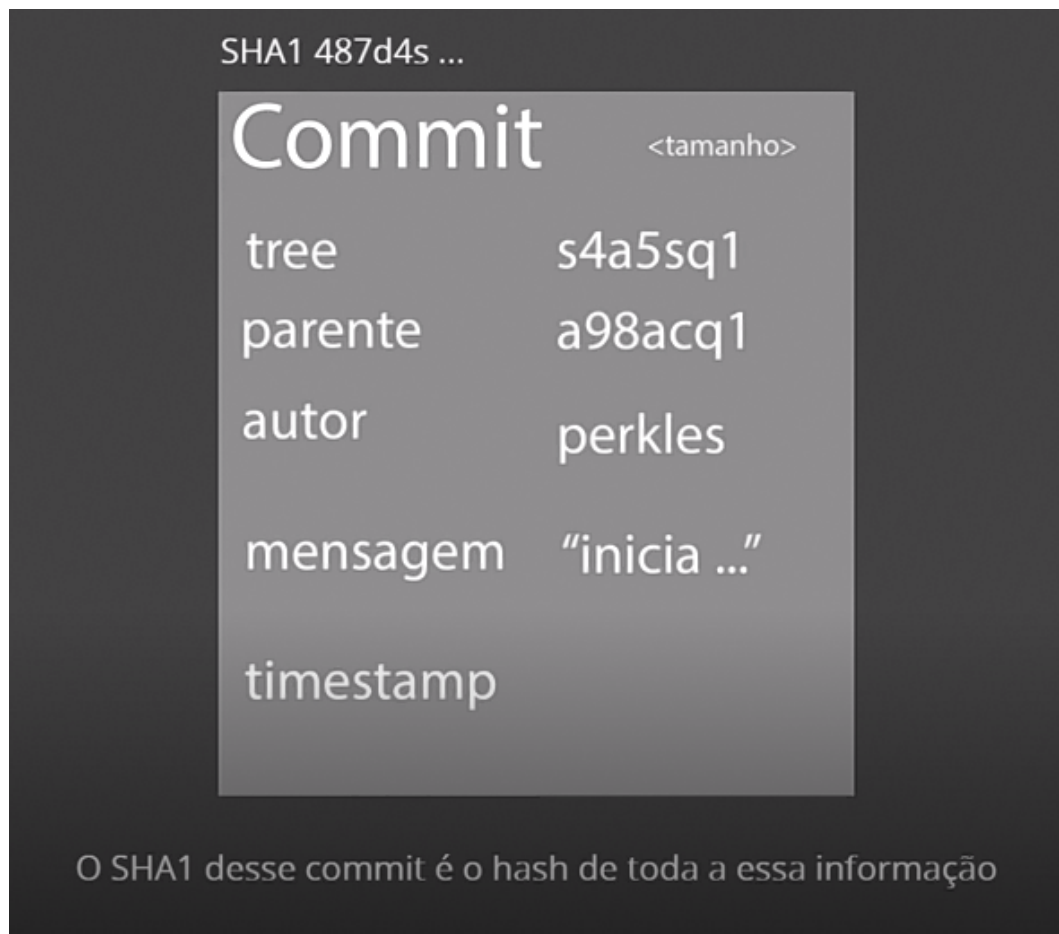 SHA1 487d4s ...
Commit <tamanho>
tree s4a5sq1
parente a98acq1
autor perkles
mensagem “inicia ...”
timestamp
O SHA1 desse commit é o hash de toda a essa informação